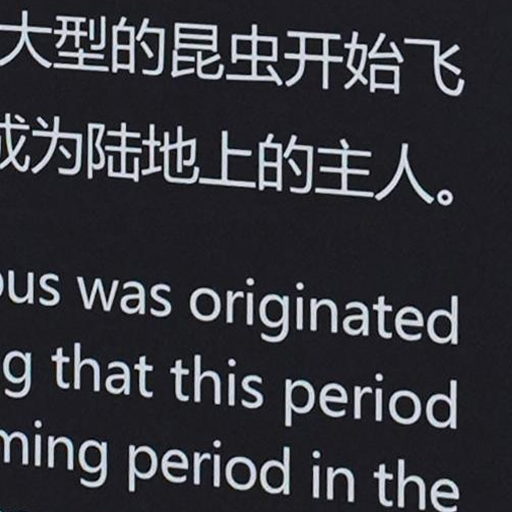 大型的昆虫开始飞
成为陆地上的主人。
ous was originated
g that this period
ming period in the